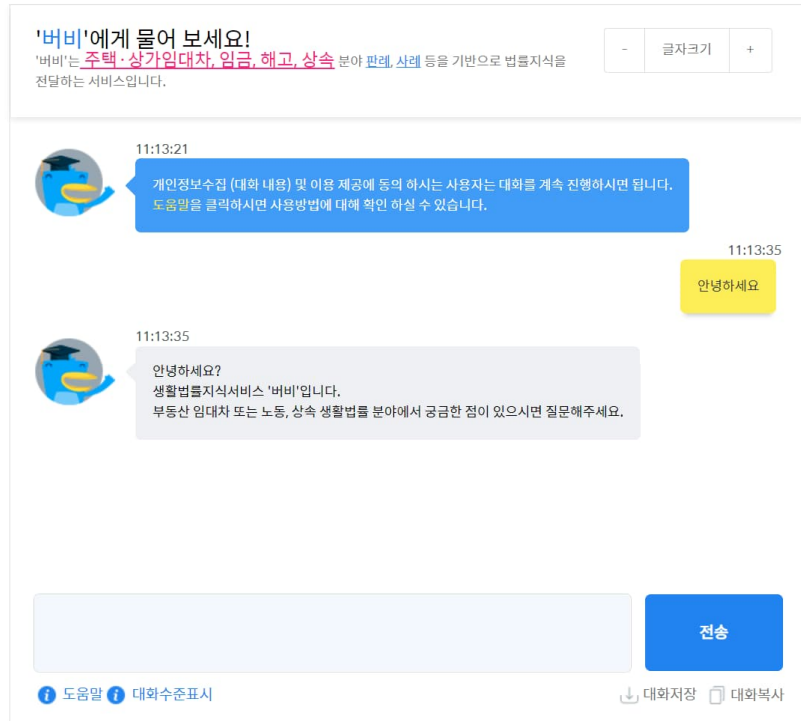 '버비'에게 물어 보세요!
'버비'는 주택·상가임대차, 임금, 해고, 상속 분야 판례, 사례 등을 기반으로 법률지식을
전달하는 서비스입니다.
- 글자크기 +
11:13:21
개인정보수집 (대화 내용) 및 이용 제공에 동의 하시는 사용자는 대화를 계속 진행하시면 됩니다.
도움말을 클릭하시면 사용방법에 대해 확인 하실 수 있습니다.
11:13:35
안녕하세요
11:13:35
안녕하세요?
생활법률지식서비스 '버비'입니다.
부동산 임대차 또는 노동, 상속 생활법률 분야에서 궁금한 점이 있으시면 질문해주세요.
전송
도움말 대화수준표시
대화저장 대화복사